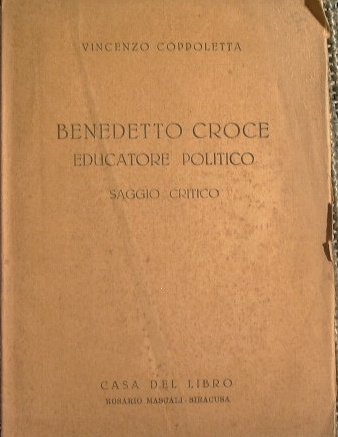 VINCENZO COPPOLETTA
BENEDETTO CROCE
EDUCATORE POLITICO
SAGGIO CRITICO
CASA DEL LIBRO
ROSARIO MASCALI - SIRACUSA